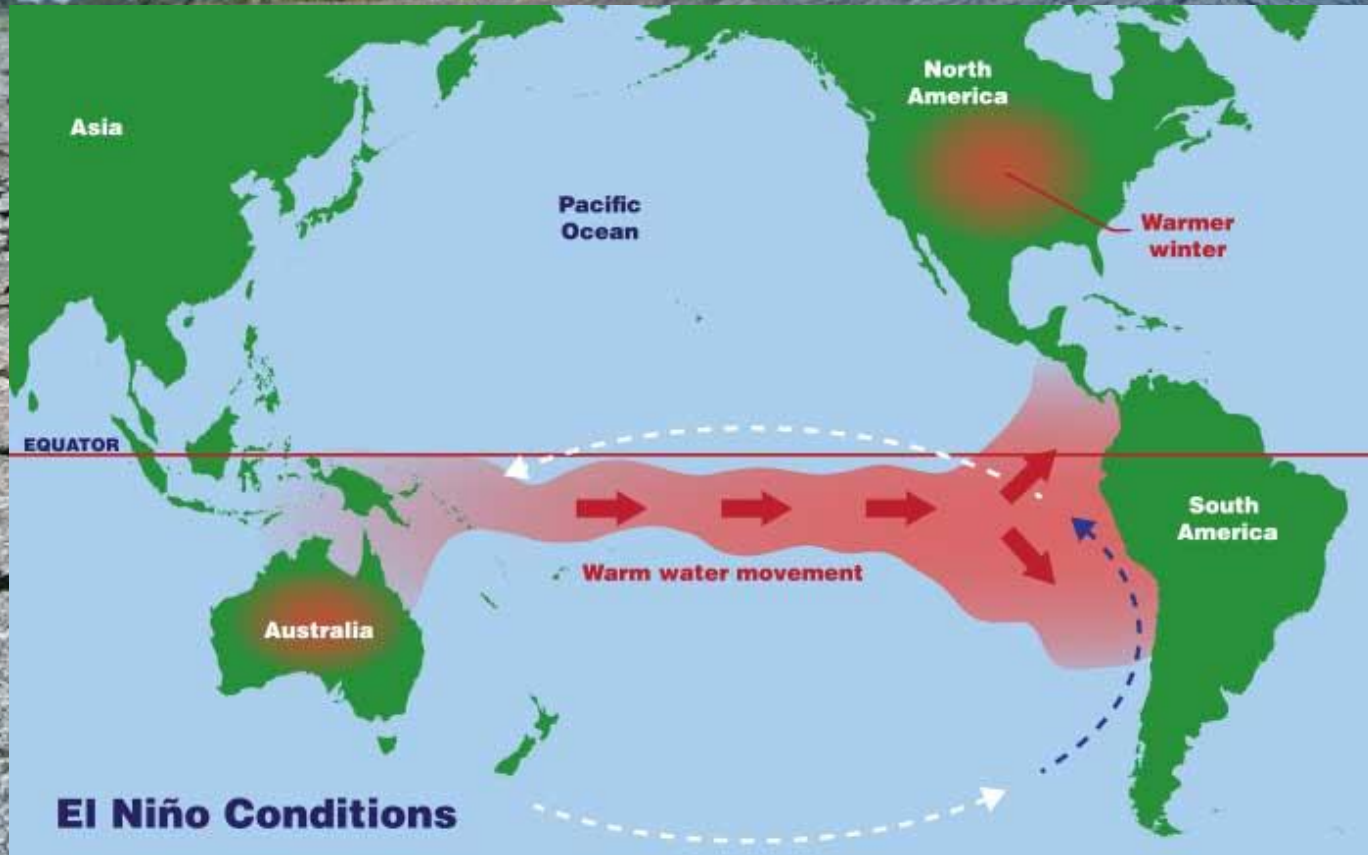 Asia
North
America
Pacific
Ocean
Warmer
winter
EQUATOR
South
America
Warm water movement
Australia
El Niño Conditions